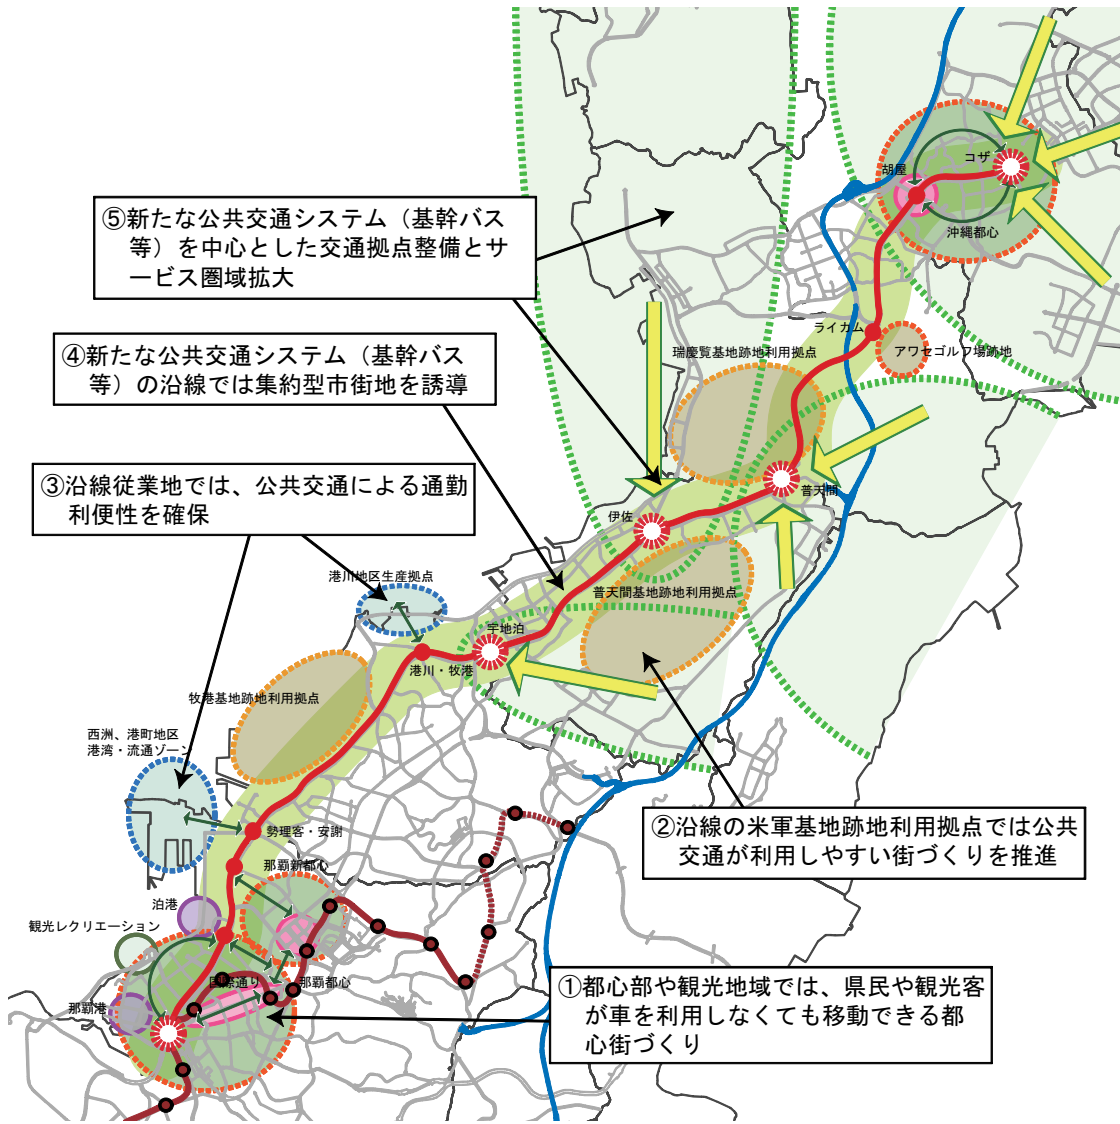 コザ
胡屋
沖縄都心
⑤新たな公共交通システム（基幹バス
等）を中心とした交通拠点整備とサ
ービス圏域拡大
ライカム
アワセゴルフ場跡地
瑞慶覧基地跡地利用拠点
④新たな公共交通システム（基幹バス
等）の沿線では集約型市街地を誘導
③沿線従業地では、公共交通による通勤
利便性を確保
普天間
伊佐
港川地区生産拠点
普天間基地跡地利用拠点
宇地泊
港川・牧港
牧港基地跡地利用拠点
西洲、港町地区
港湾・流通ゾーン
勢理客・安謝
②沿線の米軍基地跡地利用拠点では公共
交通が利用しやすい街づくりを推進
那覇新都心
泊港
観光レクリエーション
国際通り
那覇都心
那覇港
①都心部や観光地域では、県民や観光客
が車を利用しなくても移動できる都
心街づくり